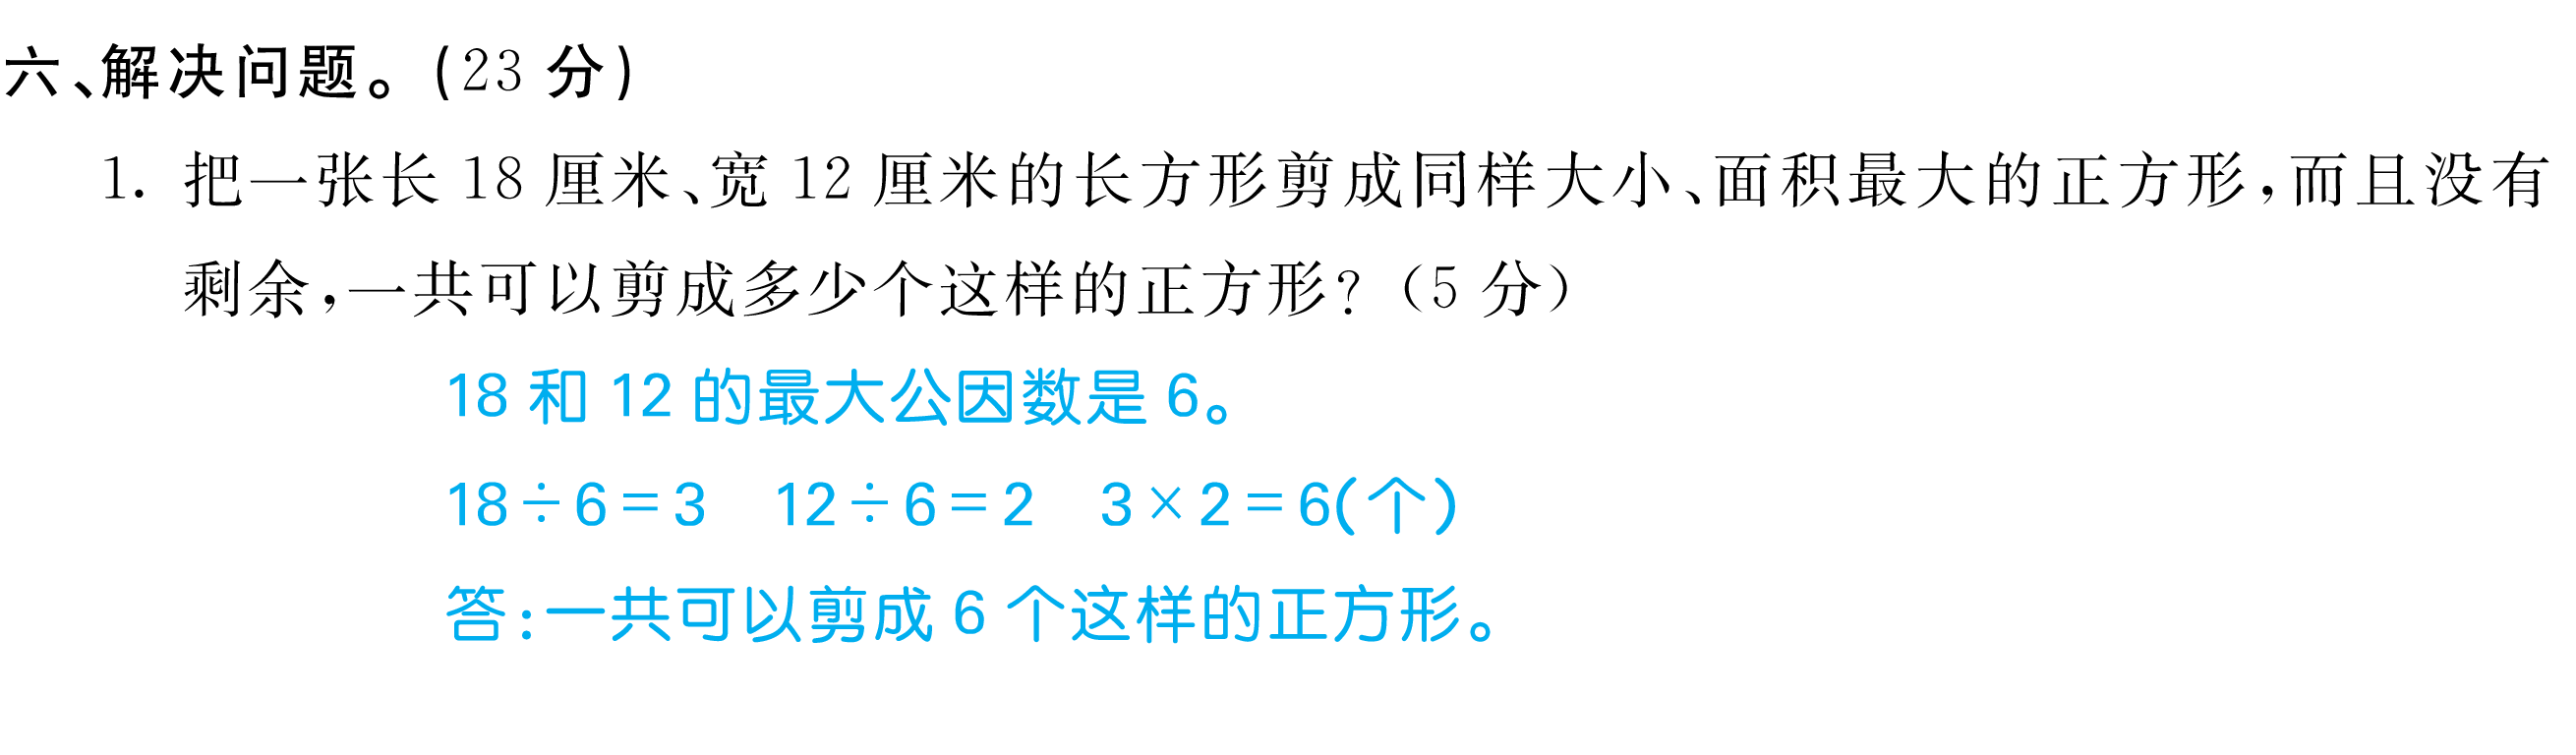 六、解决问题。(23 分)
1. 把一张长 18 厘米、宽 12 厘米的长方形剪成同样大小、面积最大的正方形,而且没有
剩余,一共可以剪成多少个这样的正方形?(5 分)
18 和 12 的最大公因数是 6。
18÷6=3 12÷6=2 3×2=6(个)
答:一共可以剪成 6 个这样的正方形。